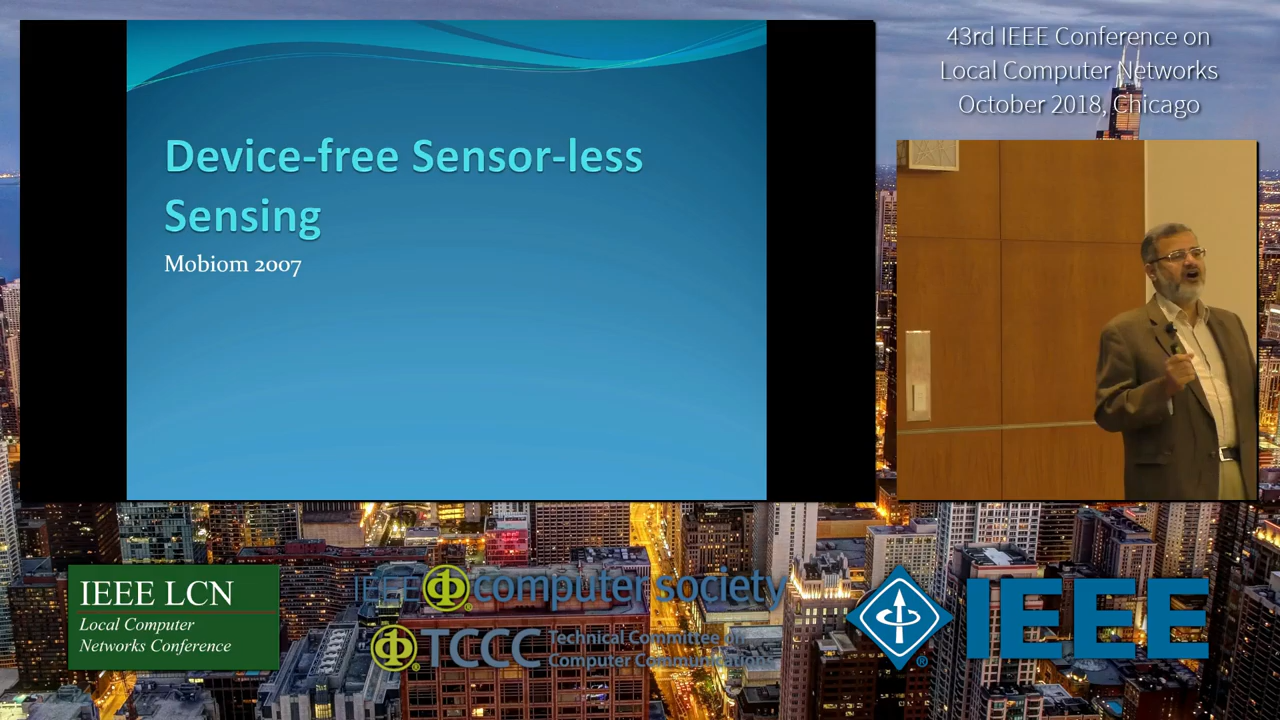 Device-free Sensor-less
Sensing
Mobiom 2007
43rd IEEE Conference on
Local Computer Networks
October 2018, Chicago
IEEE LCN
Local Computer
Networks Conference
IEEE computer society
TCCC Technical Committee on
Computer Communications
IEEE